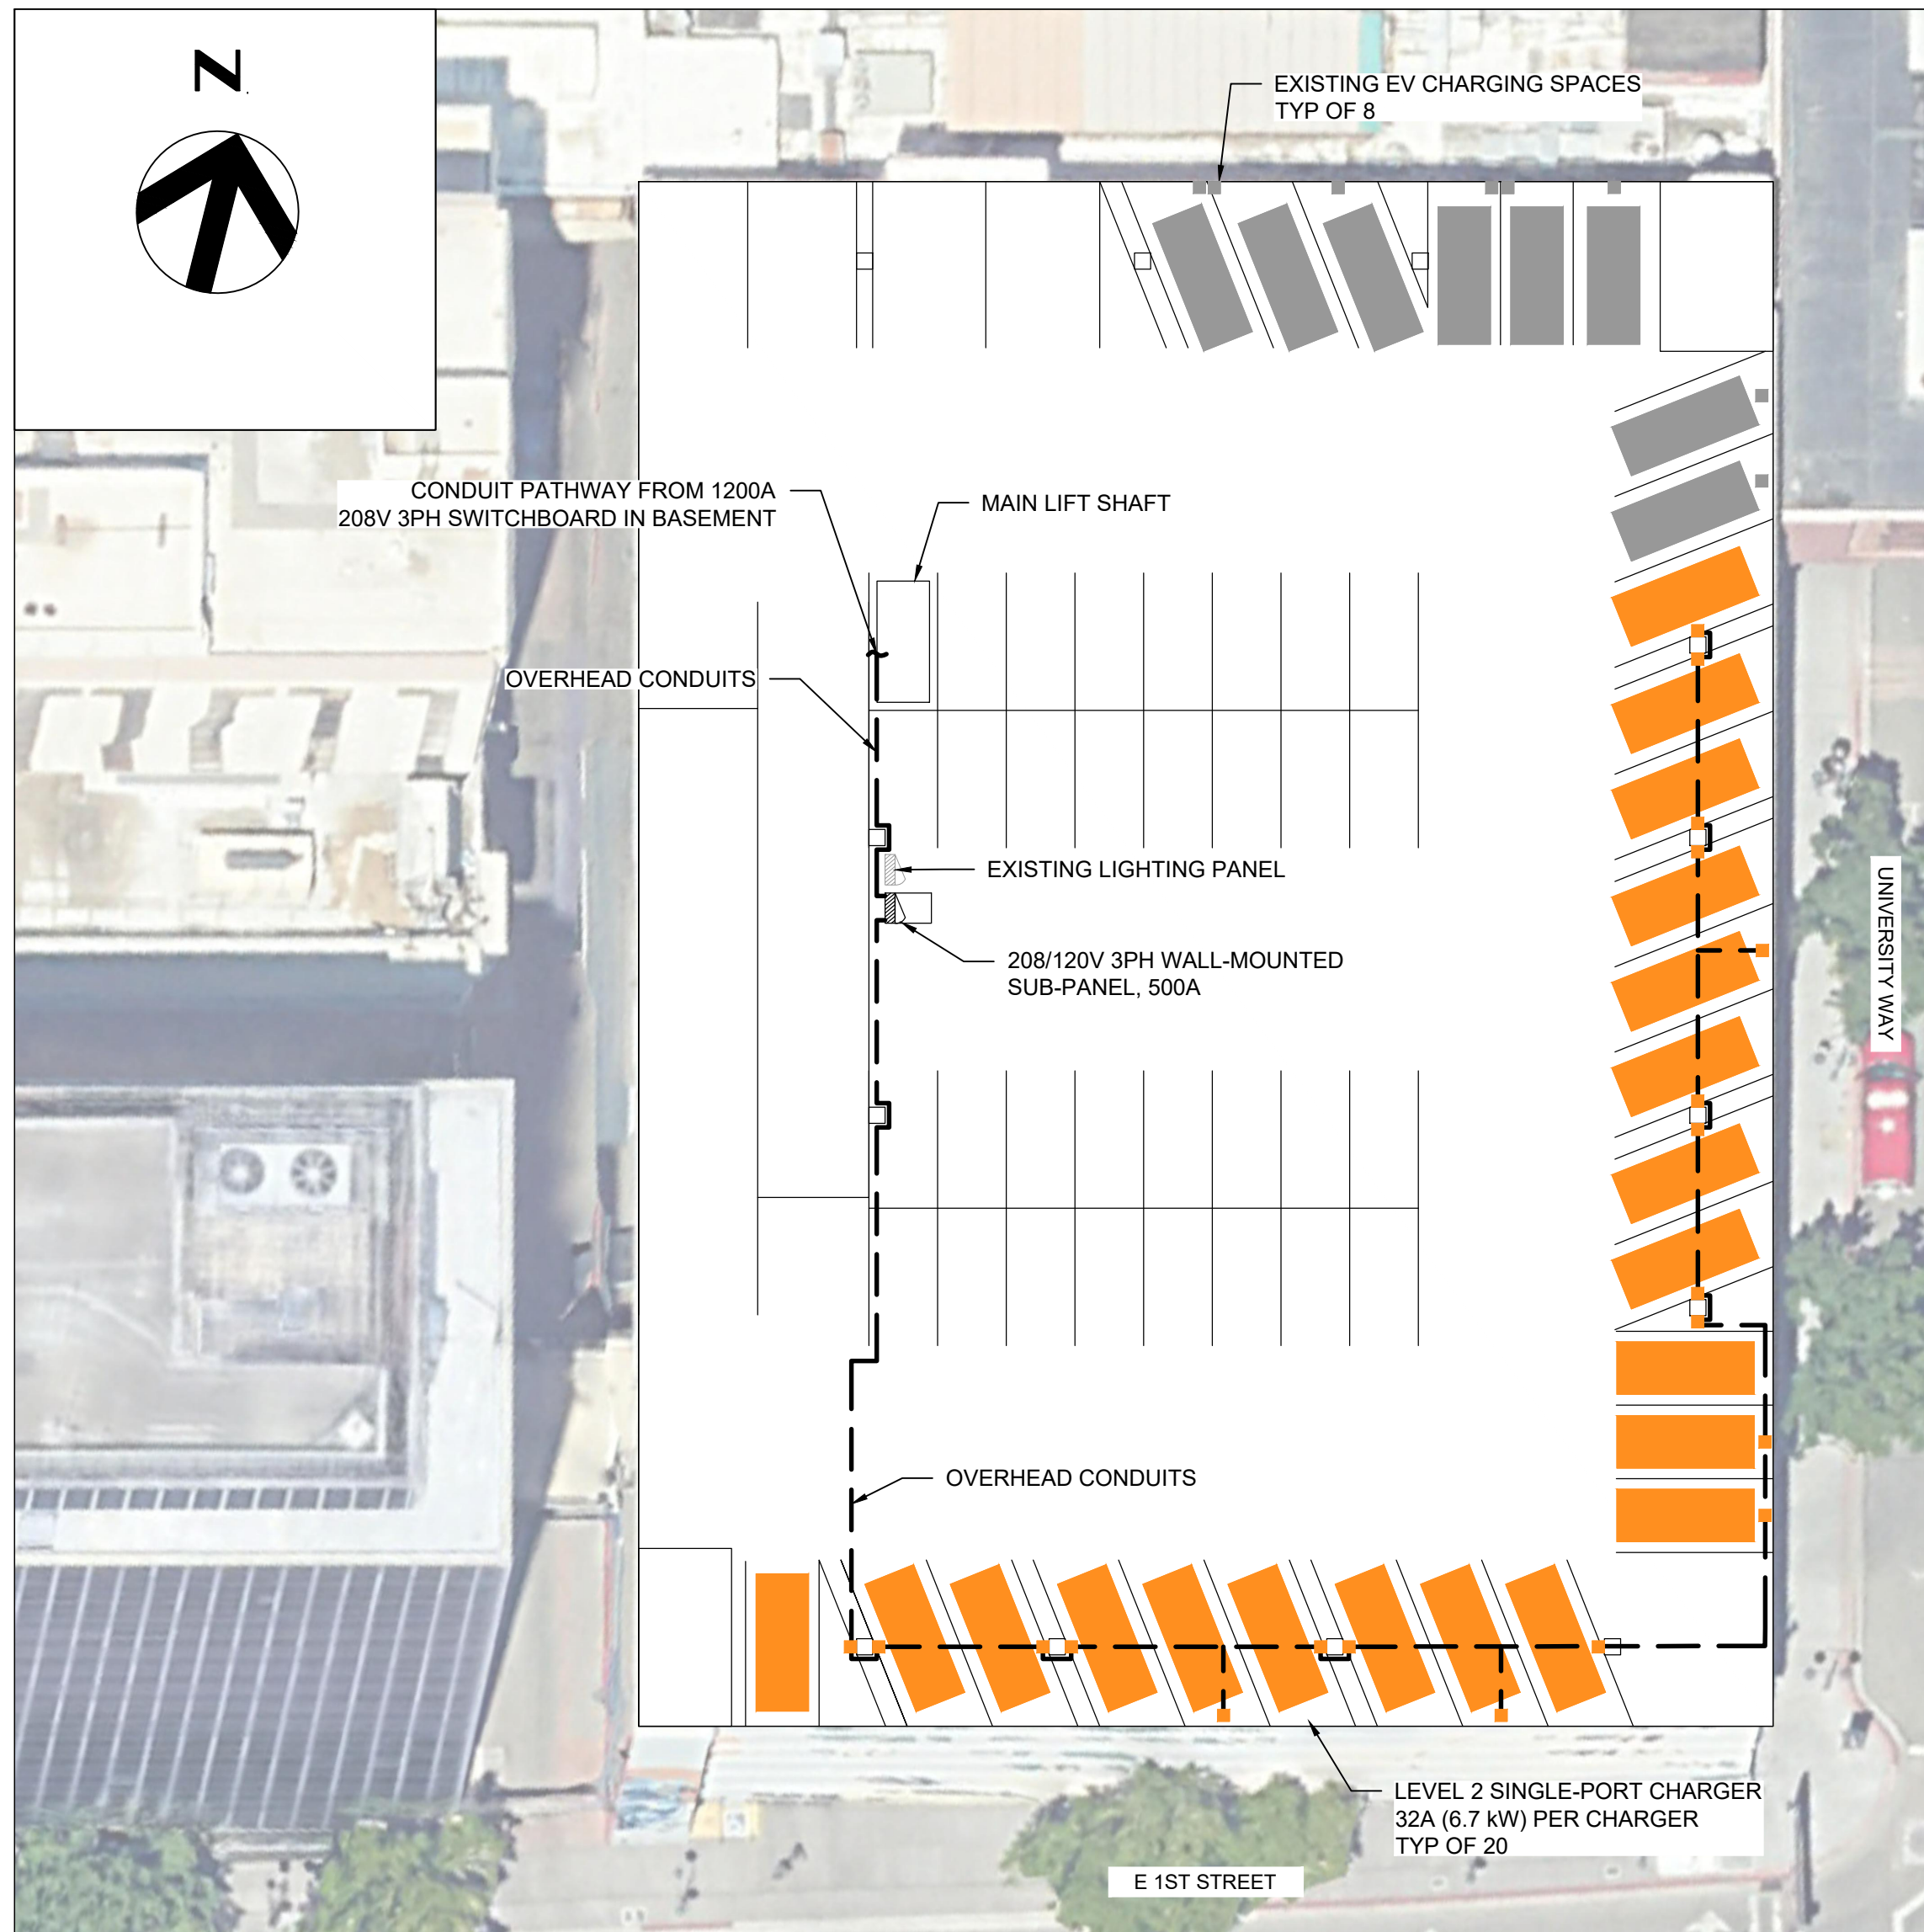 N
EXISTING EV CHARGING SPACES
TYP OF 8
CONDUIT PATHWAY FROM 1200A
208V 3PH SWITCHBOARD IN BASEMENT
MAIN LIFT SHAFT
OVERHEAD CONDUITS
EXISTING LIGHTING PANEL
208/120V 3PH WALL-MOUNTED
SUB-PANEL, 500A
UNIVERSITY WAY
OVERHEAD CONDUITS
LEVEL 2 SINGLE-PORT CHARGER
32A (6.7 kW) PER CHARGER
TYP OF 20
E 1ST STREET